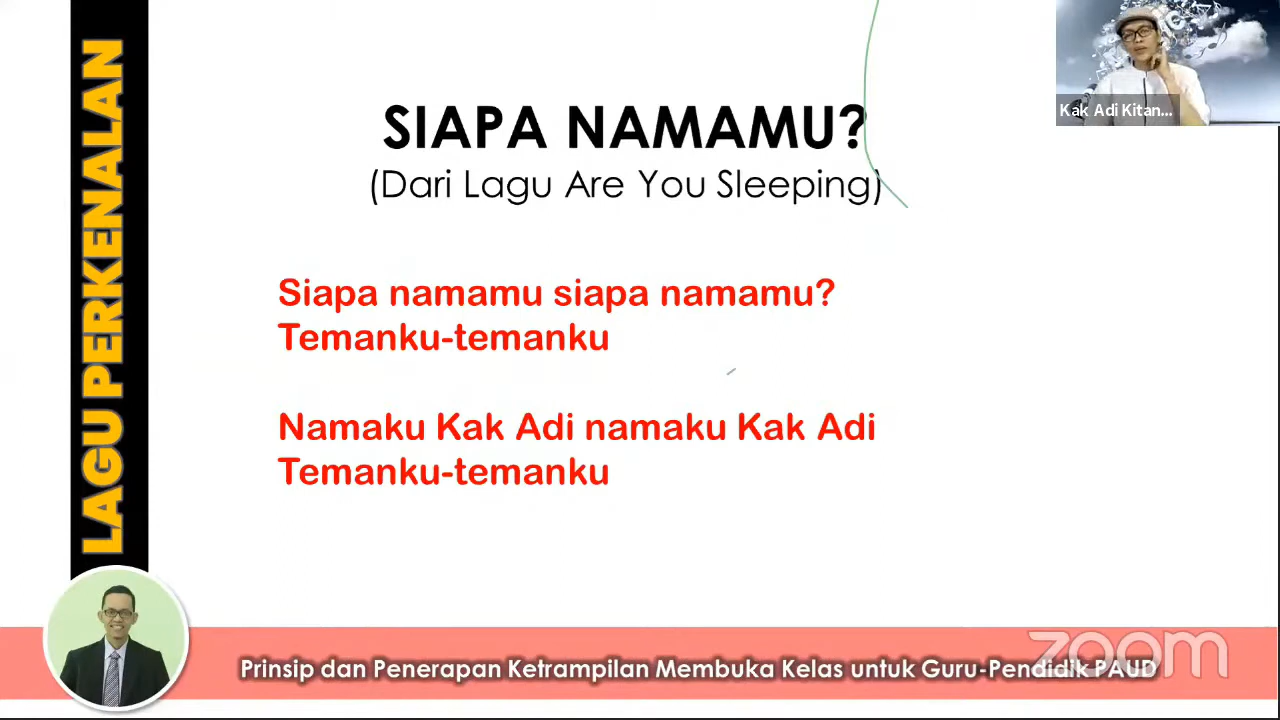 LAGU PERKENALAN
SIAPA NAMAMU?
(Dari Lagu Are You Sleeping)
Kak Adi Kitan...
Siapa namamu siapa namamu?
Temanku-temanku
Namaku Kak Adi namaku Kak Adi
Temanku-temanku
zoom
Prinsip dan Penerapan Ketrampilan Membuka Kelas untuk Guru-Pendidik PAUD